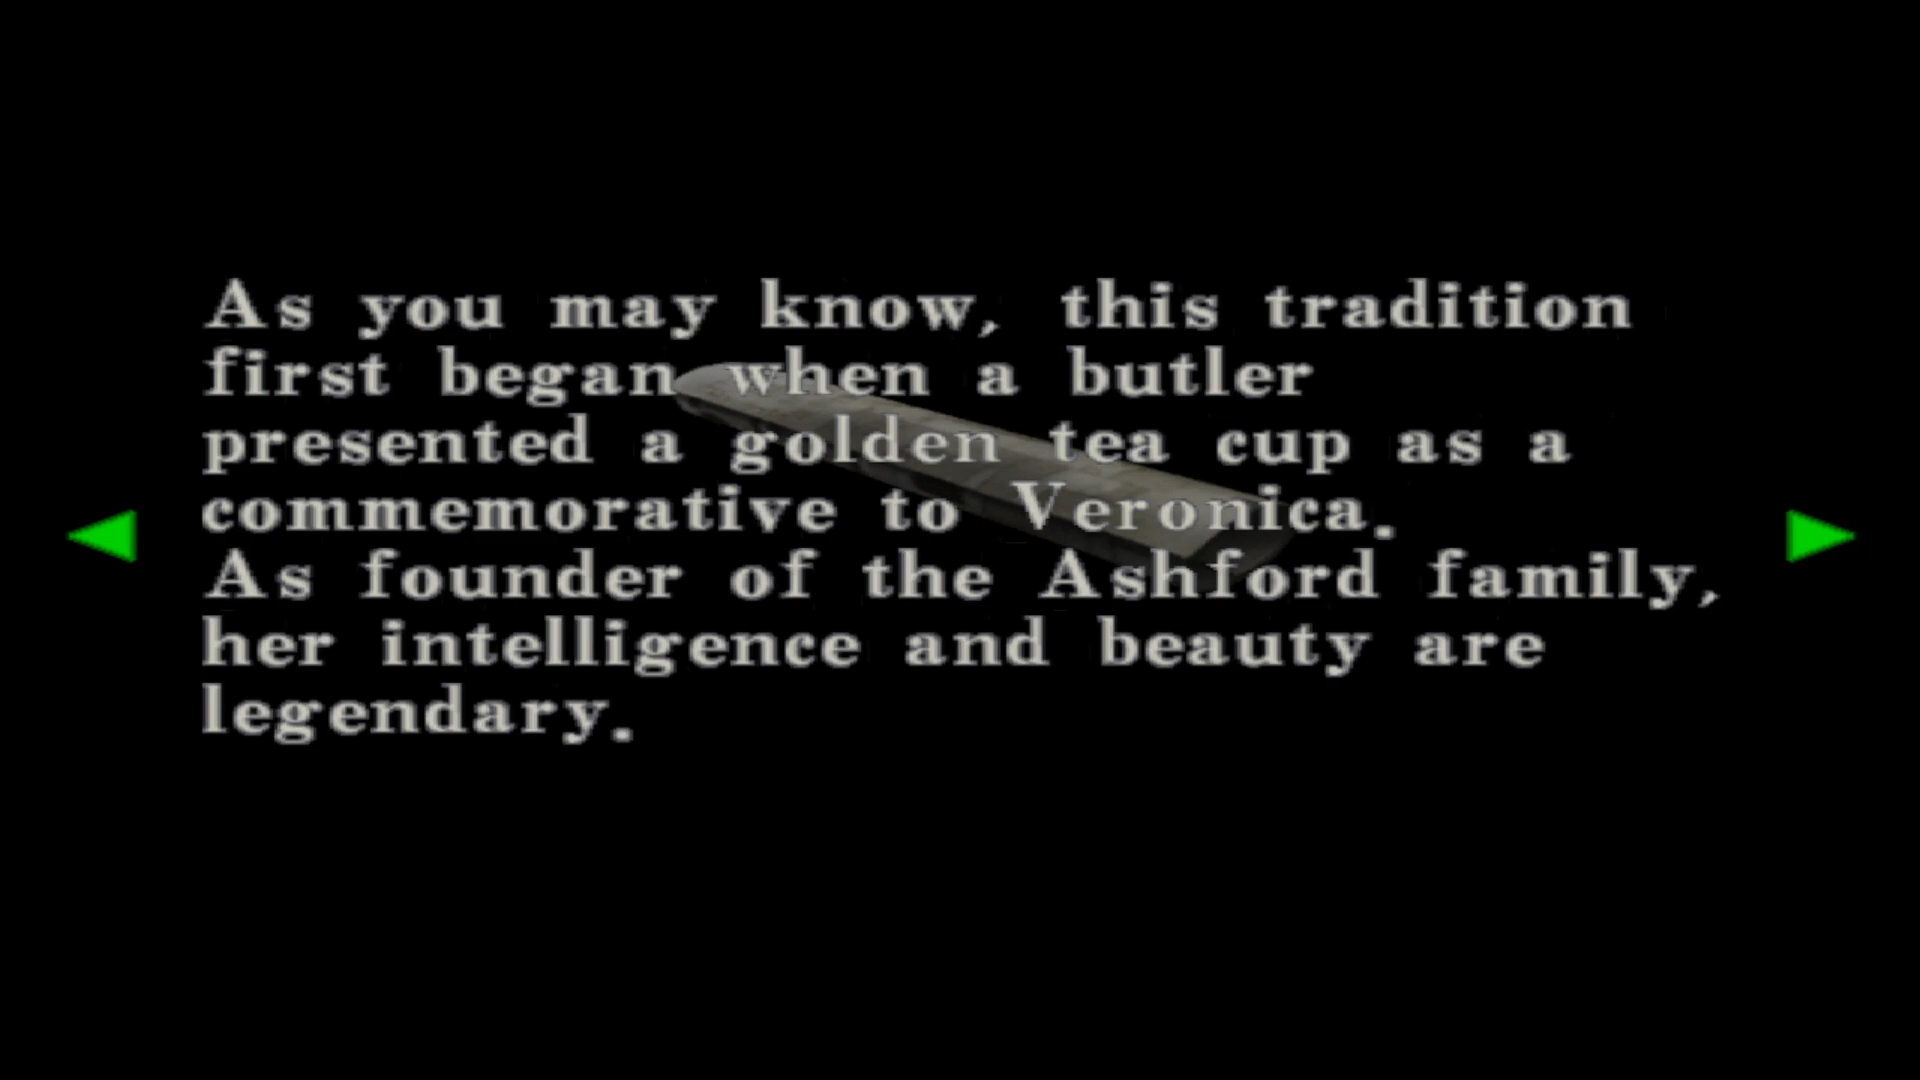 As you may know, this tradition
first began when a butler
presented a golden tea cup as a
commemorative to Veronica.
As founder of the Ashford family,
her intelligence and beauty are
legendary.